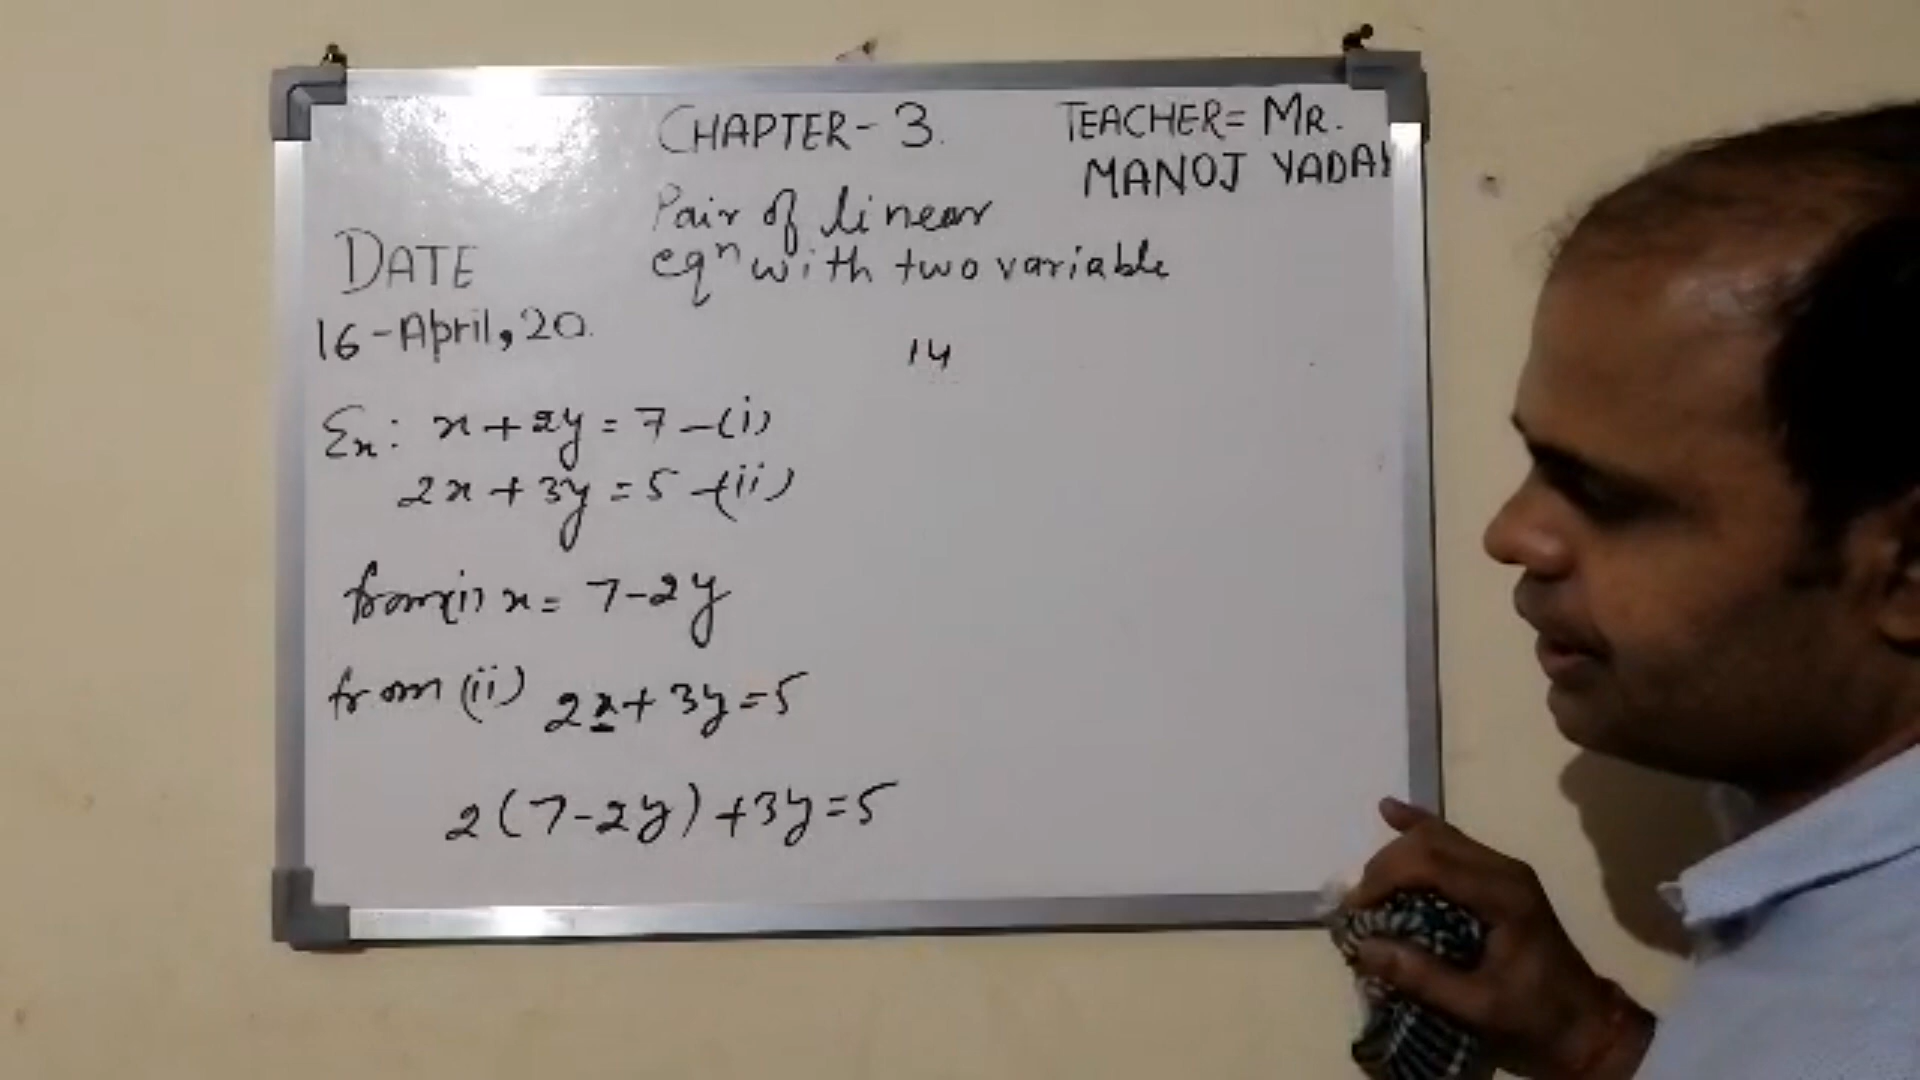 CHAPTER-3.
TEACHER= MR.
MANOJ YADAV
Pair of linear
eqⁿ with two variable
DATE
16-April,20.
14
Ex: x+2y=7-(i)
2x+3y=5-(ii)
from(i) x= 7-2y
from (ii) 2x+3y=5
2(7-2y)+3y=5